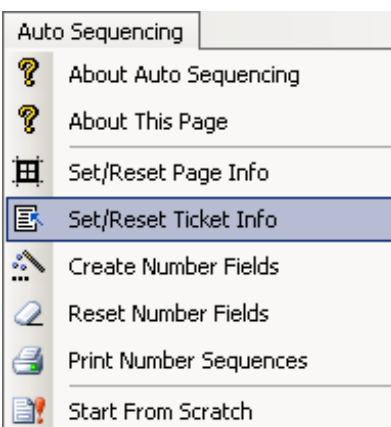 Auto Sequencing
About Auto Sequencing
About This Page
Set/Reset Page Info
Set/Reset Ticket Info
Create Number Fields
Reset Number Fields
Print Number Sequences
Start From Scratch